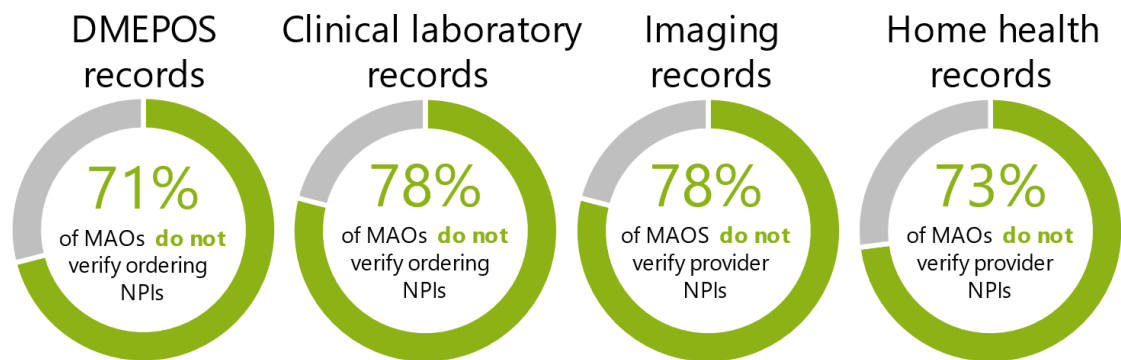 DMEPOS
records
71%
of MAOs do not
verify ordering
NPIs
Clinical laboratory
records
78%
of MAOs do not
verify ordering
NPIs
Imaging
records
78%
of MAOS do not
verify provider
NPIs
Home health
records
73%
of MAOs do not
verify provider
NPIs